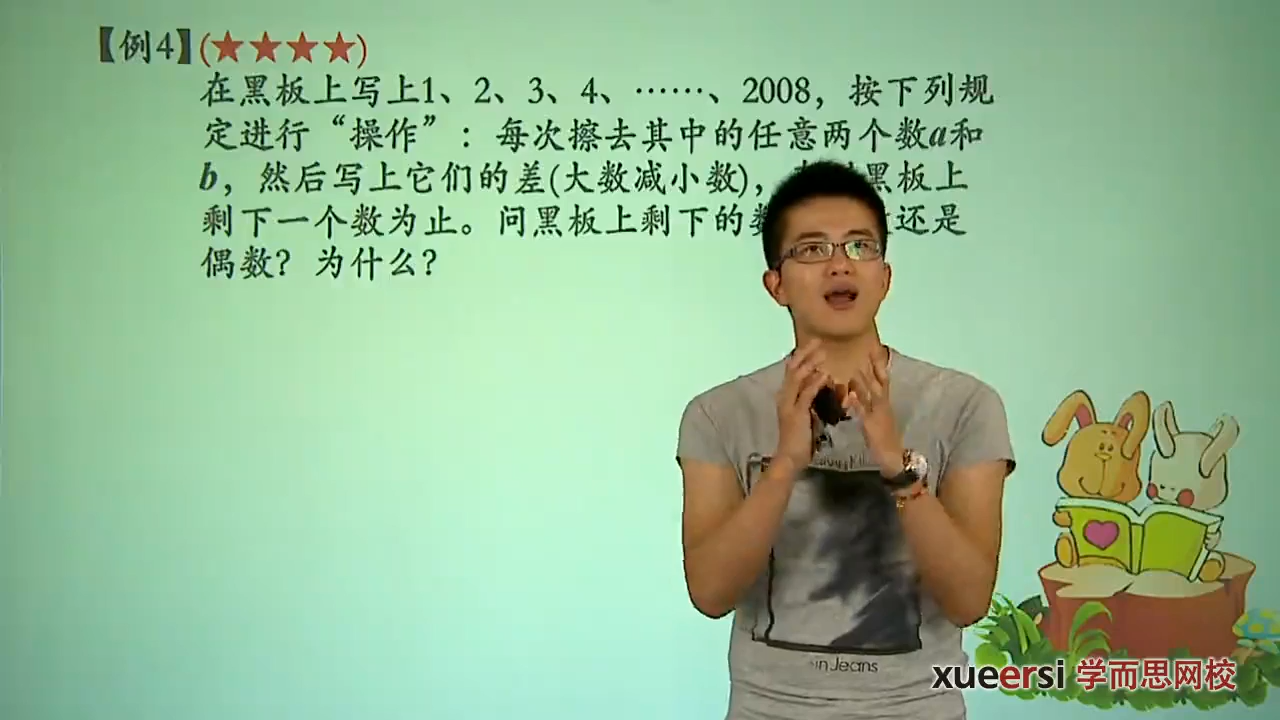 【例4】(★★★★)
在黑板上写上1、2、3、4、……、2008，按下列规
定进行“操作”：每次擦去其中的任意两个数a和
b，然后写上它们的差(大数减小数)，黑板上
剩下一个数为止。问黑板上剩下的数还是
偶数？为什么？
in Jeans
xueersi 学而思网校